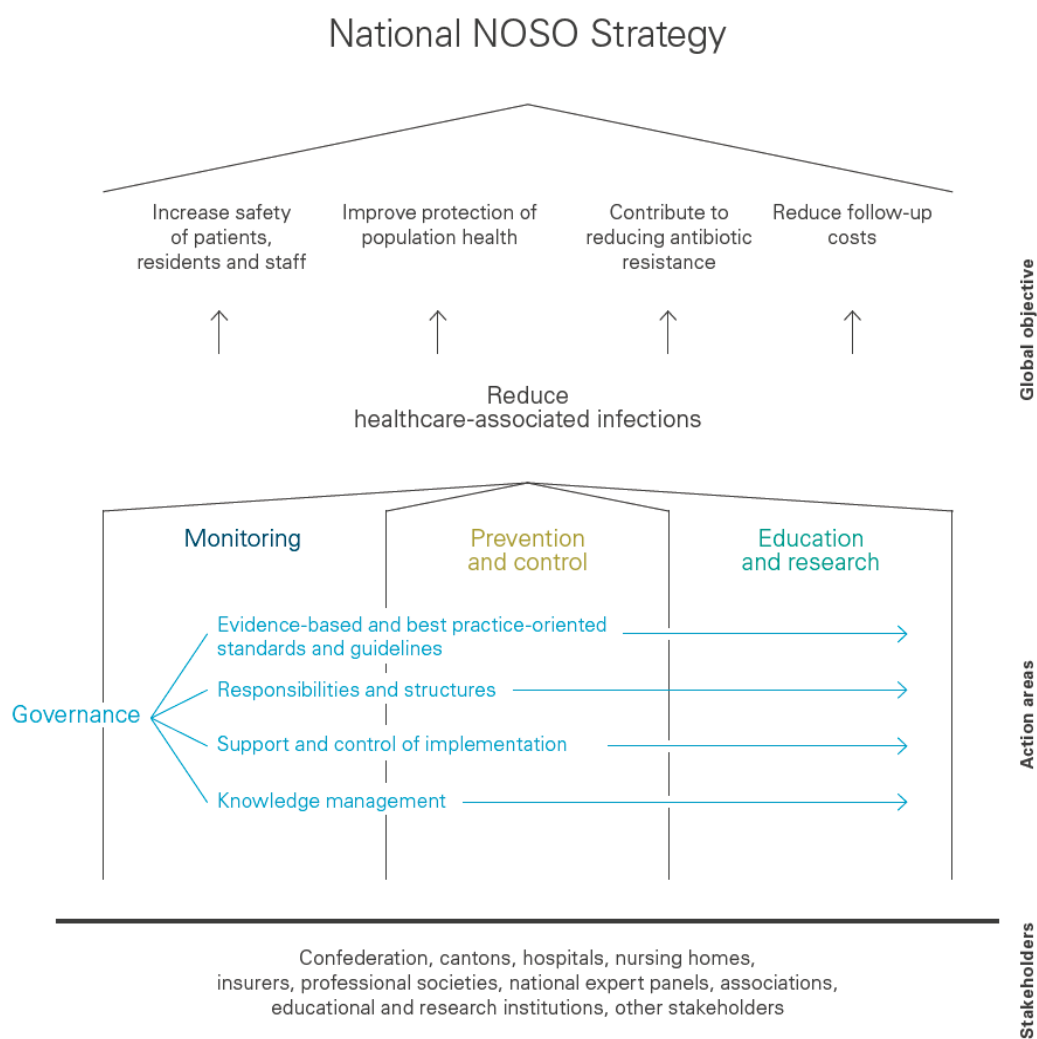 National NOSO Strategy
Increase safety
of patients,
residents and staff
Improve protection of
population health
Contribute to
reducing antibiotic
resistance
Reduce follow-up
costs
Global objective
Reduce
healthcare-associated infections
Monitoring
Prevention
and control
Education
and research
Evidence-based and best practice-oriented
standards and guidelines
Responsibilities and structures
Governance
Support and control of implementation
Knowledge management
Action areas
Confederation, cantons, hospitals, nursing homes,
insurers, professional societies, national expert panels, associations,
educational and research institutions, other stakeholders
Stakeholders